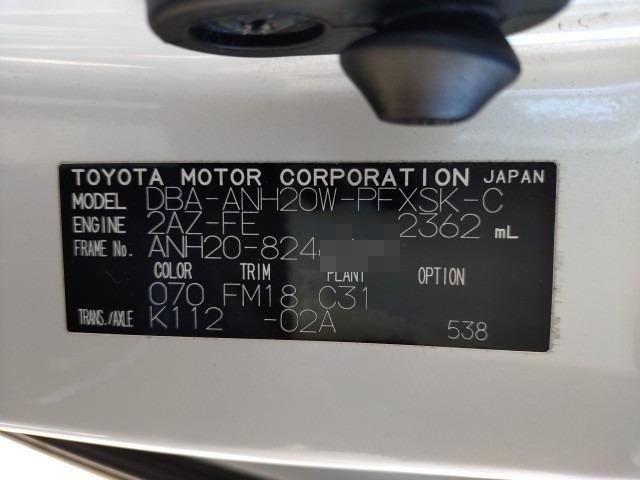 TOYOTA MOTOR CORPORATION JAPAN
MODEL DBA-ANH20W-PFXSK-C
ENGINE 2AZ-FE 2362 mL
FRAME No. ANH20-824
COLOR TRIM PLANT OPTION
070 FM18 C31
TRANS./AXLE K112 -02A 538